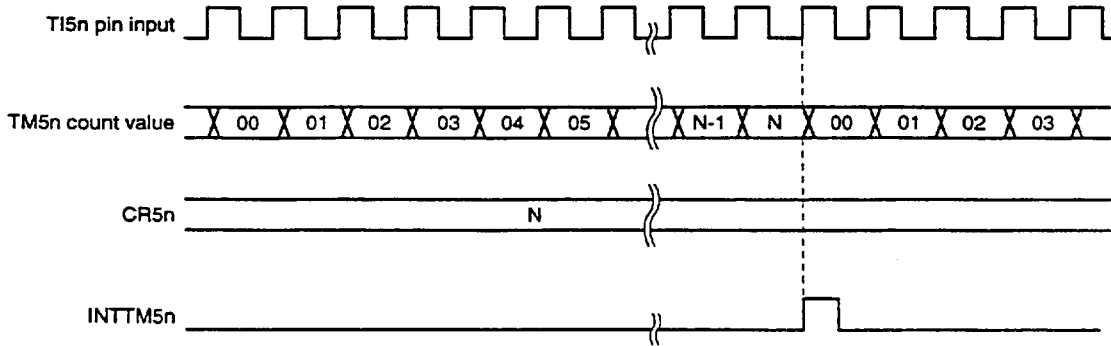 TI5n pin input
TM5n count value 00 01 02 03 04 05 N-1 N 00 01 02 03
CR5n N
INTTM5n